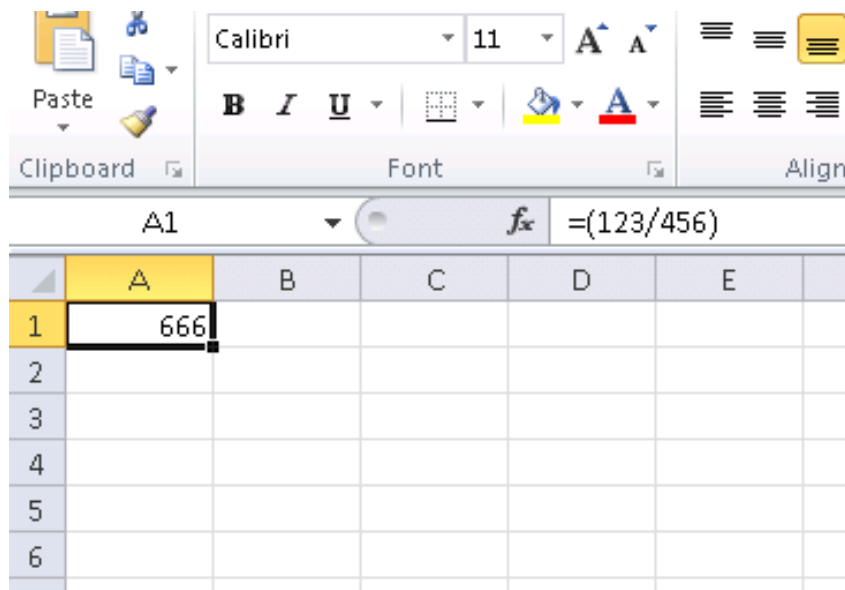 Calibri 11 A A
Paste
B I U A
Clipboard Font Align
A1 fx =(123/456)
A B C D E
1 666
2
3
4
5
6